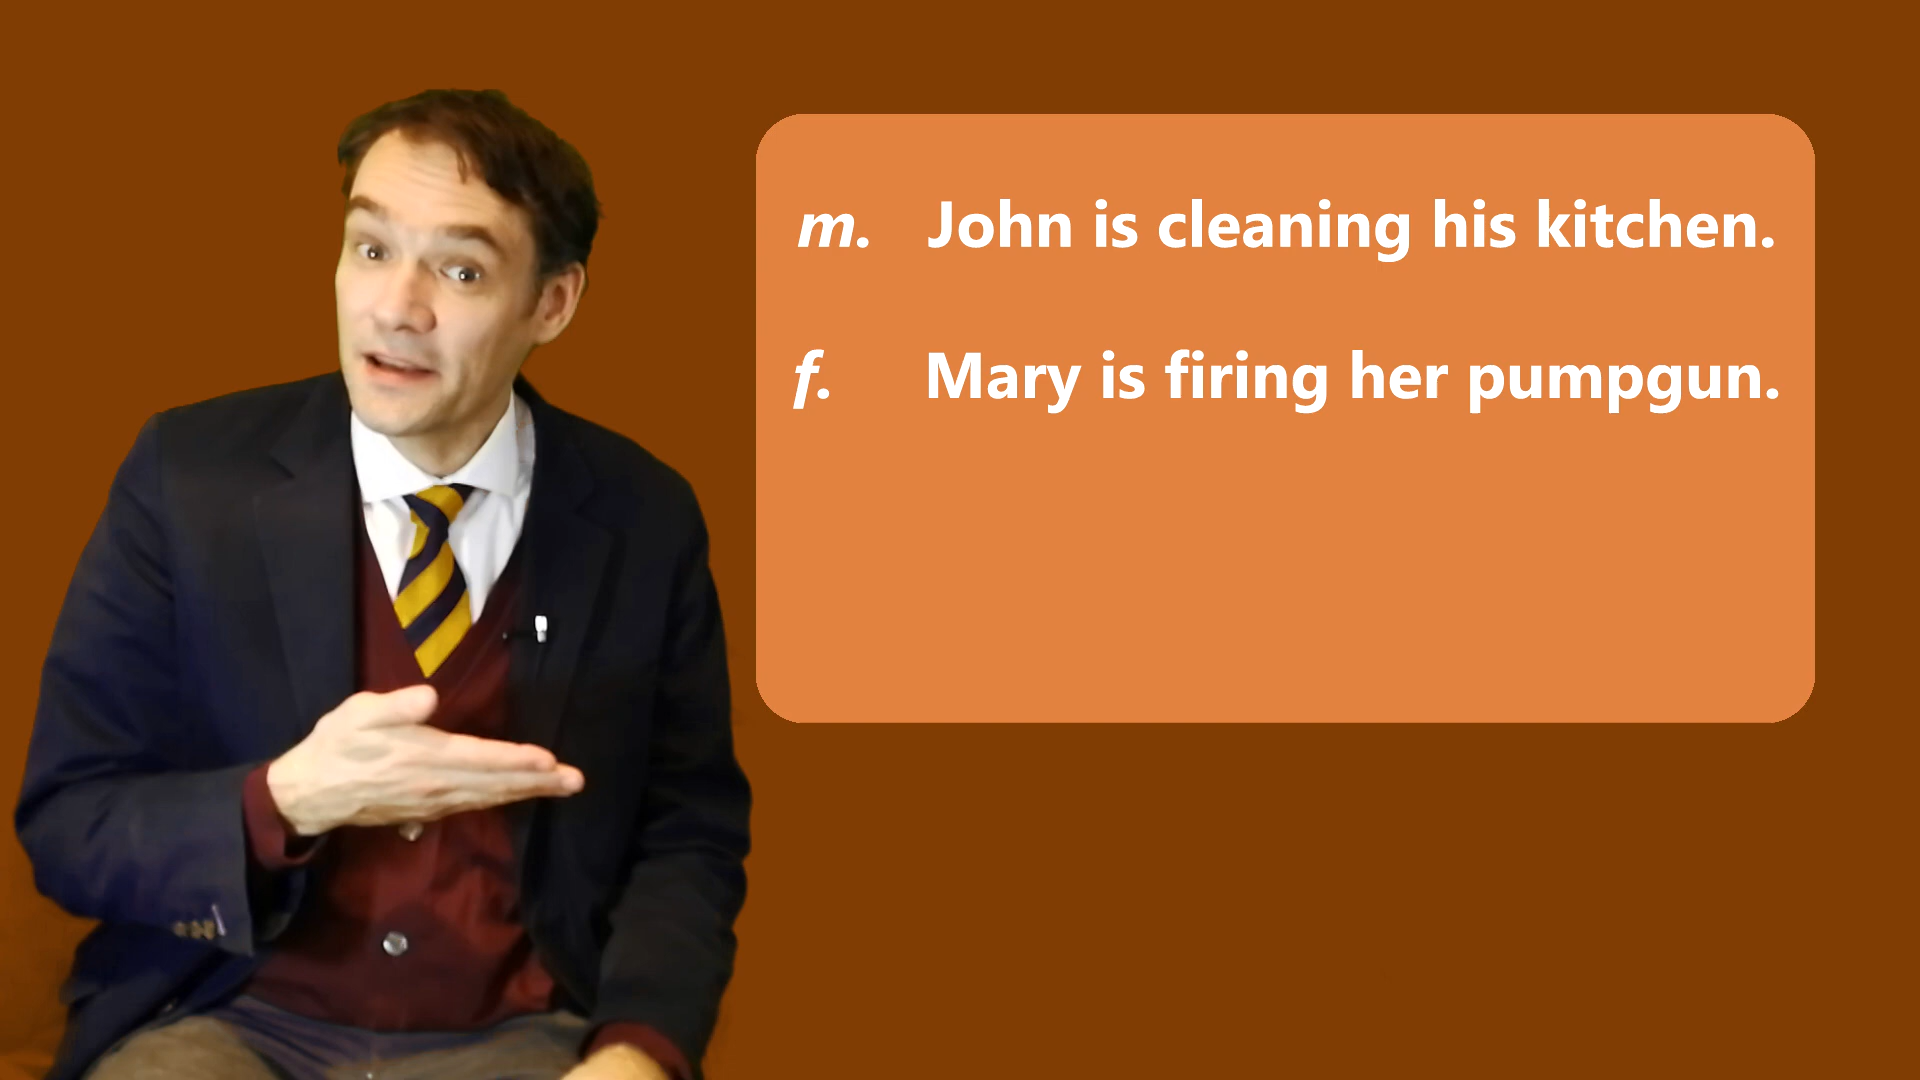 m. John is cleaning his kitchen.
f. Mary is firing her pumpgun.